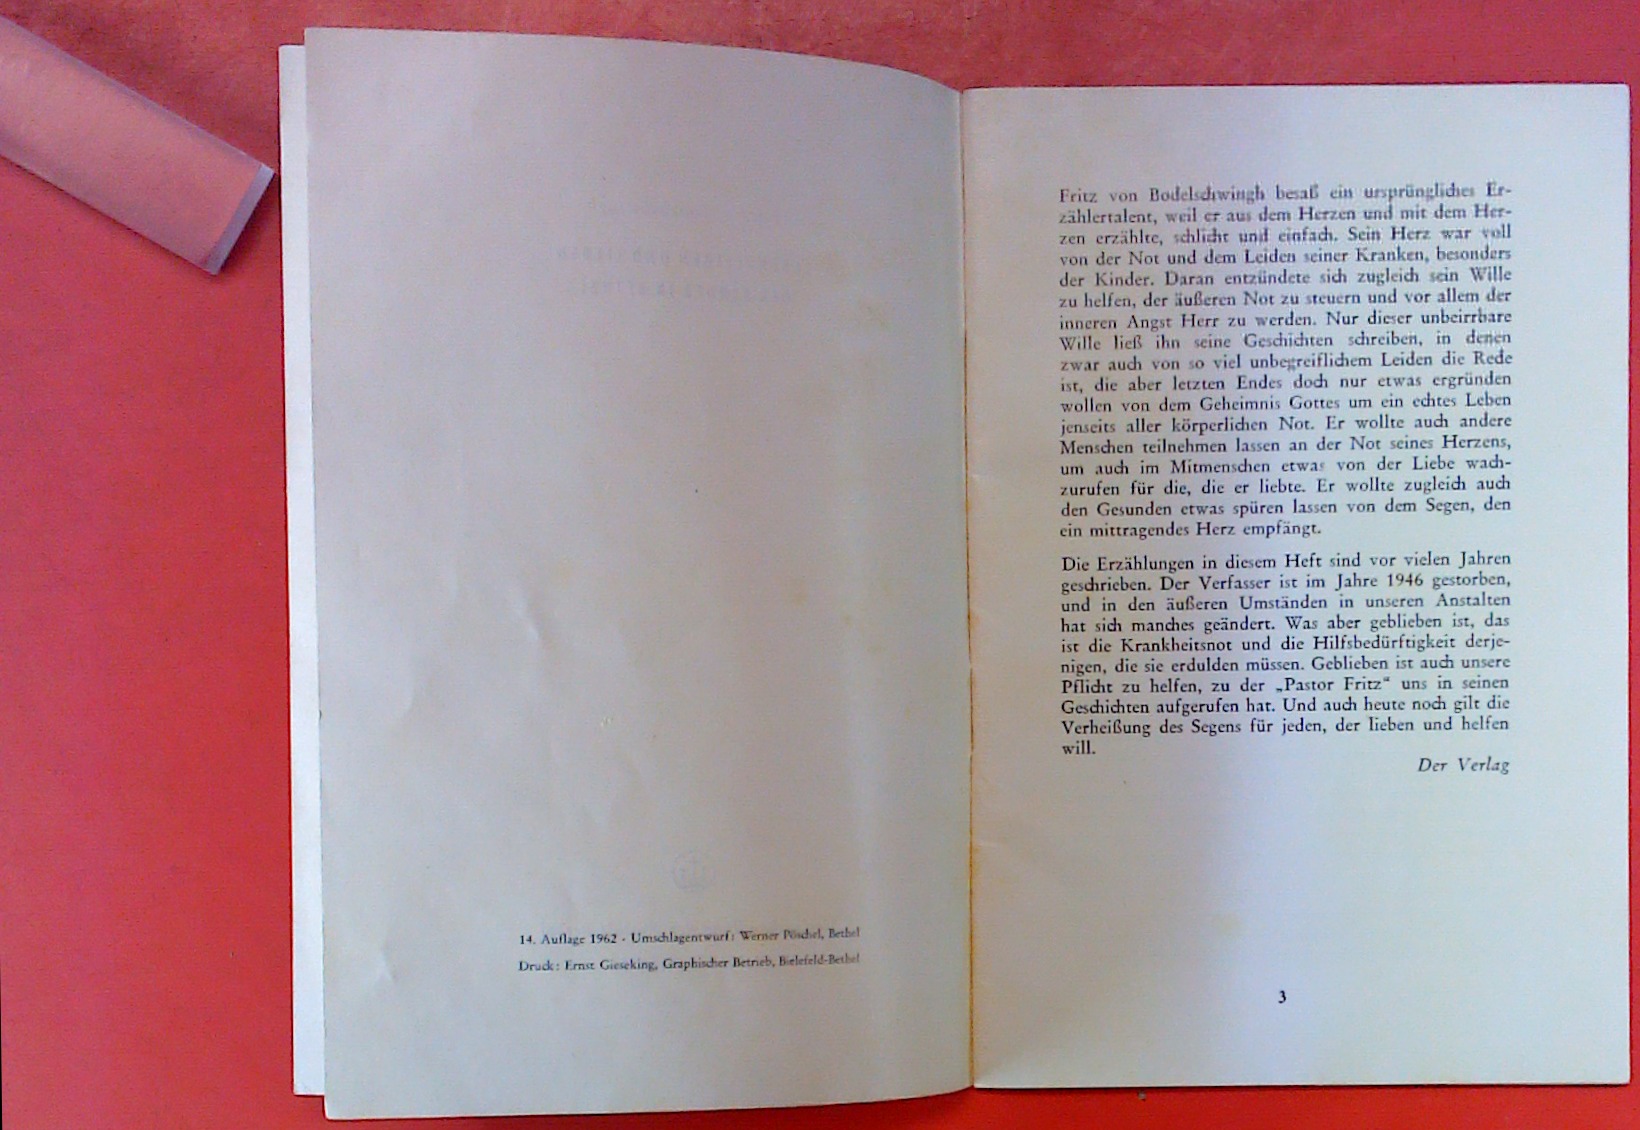 14. Auflage 1962 · Umschlagentwurf: Werner Pöschel, Bethel
Druck: Ernst Gieseking, Graphischer Betrieb, Bielefeld-Bethel
Fritz von Bodelschwingh besaß ein ursprüngliches Er-
zählertalent, weil er aus dem Herzen und mit dem Her-
zen erzählte, schlicht und einfach. Sein Herz war voll
von der Not und dem Leiden seiner Kranken, besonders
der Kinder. Daran entzündete sich zugleich sein Wille
zu helfen, der äußeren Not zu steuern und vor allem der
inneren Angst Herr zu werden. Nur dieser unbeirrbare
Wille ließ ihn seine Geschichten schreiben, in denen
zwar auch von so viel unbegreiflichem Leiden die Rede
ist, die aber letzten Endes doch nur etwas ergründen
wollen von dem Geheimnis Gottes um ein echtes Leben
jenseits aller körperlichen Not. Er wollte auch andere
Menschen teilnehmen lassen an der Not seines Herzens,
um auch im Mitmenschen etwas von der Liebe wach-
zurufen für die, die er liebte. Er wollte zugleich auch
den Gesunden etwas spüren lassen von dem Segen, den
ein mittragendes Herz empfängt.
Die Erzählungen in diesem Heft sind vor vielen Jahren
geschrieben. Der Verfasser ist im Jahre 1946 gestorben,
und in den äußeren Umständen in unseren Anstalten
hat sich manches geändert. Was aber geblieben ist, das
ist die Krankheitsnot und die Hilfsbedürftigkeit derje-
nigen, die sie erdulden müssen. Geblieben ist auch unsere
Pflicht zu helfen, zu der „Pastor Fritz“ uns in seinen
Geschichten aufgerufen hat. Und auch heute noch gilt die
Verheißung des Segens für jeden, der lieben und helfen
will.
Der Verlag
3